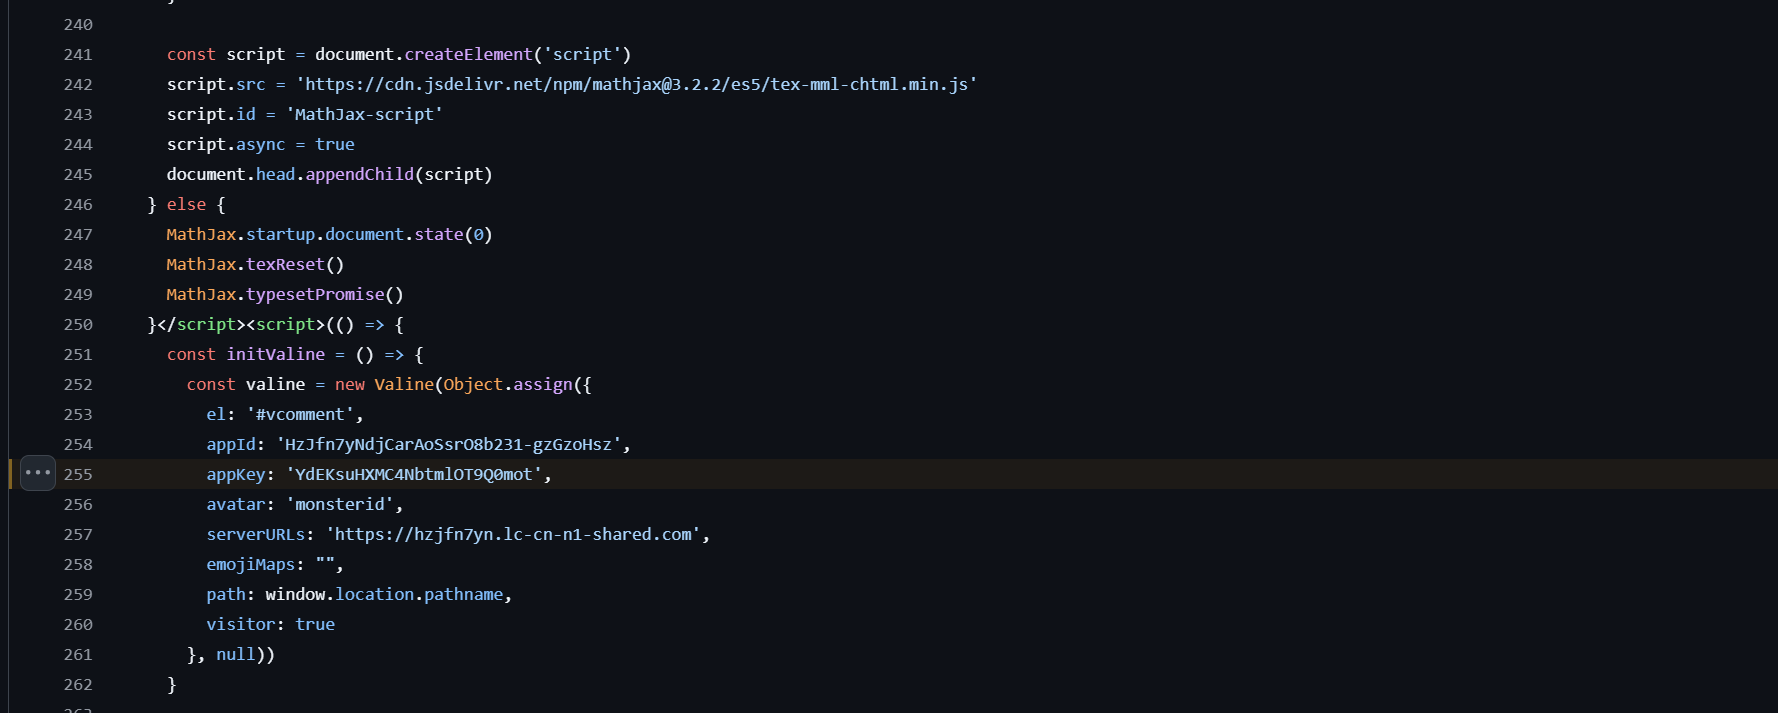 240
241 const script = document.createElement('script')
242 script.src = 'https://cdn.jsdelivr.net/npm/mathjax@3.2.2/es5/tex-mml-chtml.min.js'
243 script.id = 'MathJax-script'
244 script.async = true
245 document.head.appendChild(script)
246 } else {
247 MathJax.startup.document.state(0)
248 MathJax.texReset()
249 MathJax.typesetPromise()
250 }</script><script>(() => {
251 const initValine = () => {
252 const valine = new Valine(Object.assign({
253 el: '#vcomment',
254 appId: 'HzJfn7yNdjCarAoSsrO8b231-gzGzoHsz',
255 appKey: 'YdEKsuHXMC4NbtmlOT9Q0mot',
256 avatar: 'monsterid',
257 serverURLs: 'https://hzjfn7yn.lc-cn-n1-shared.com',
258 emojiMaps: "",
259 path: window.location.pathname,
260 visitor: true
261 }, null))
262 }